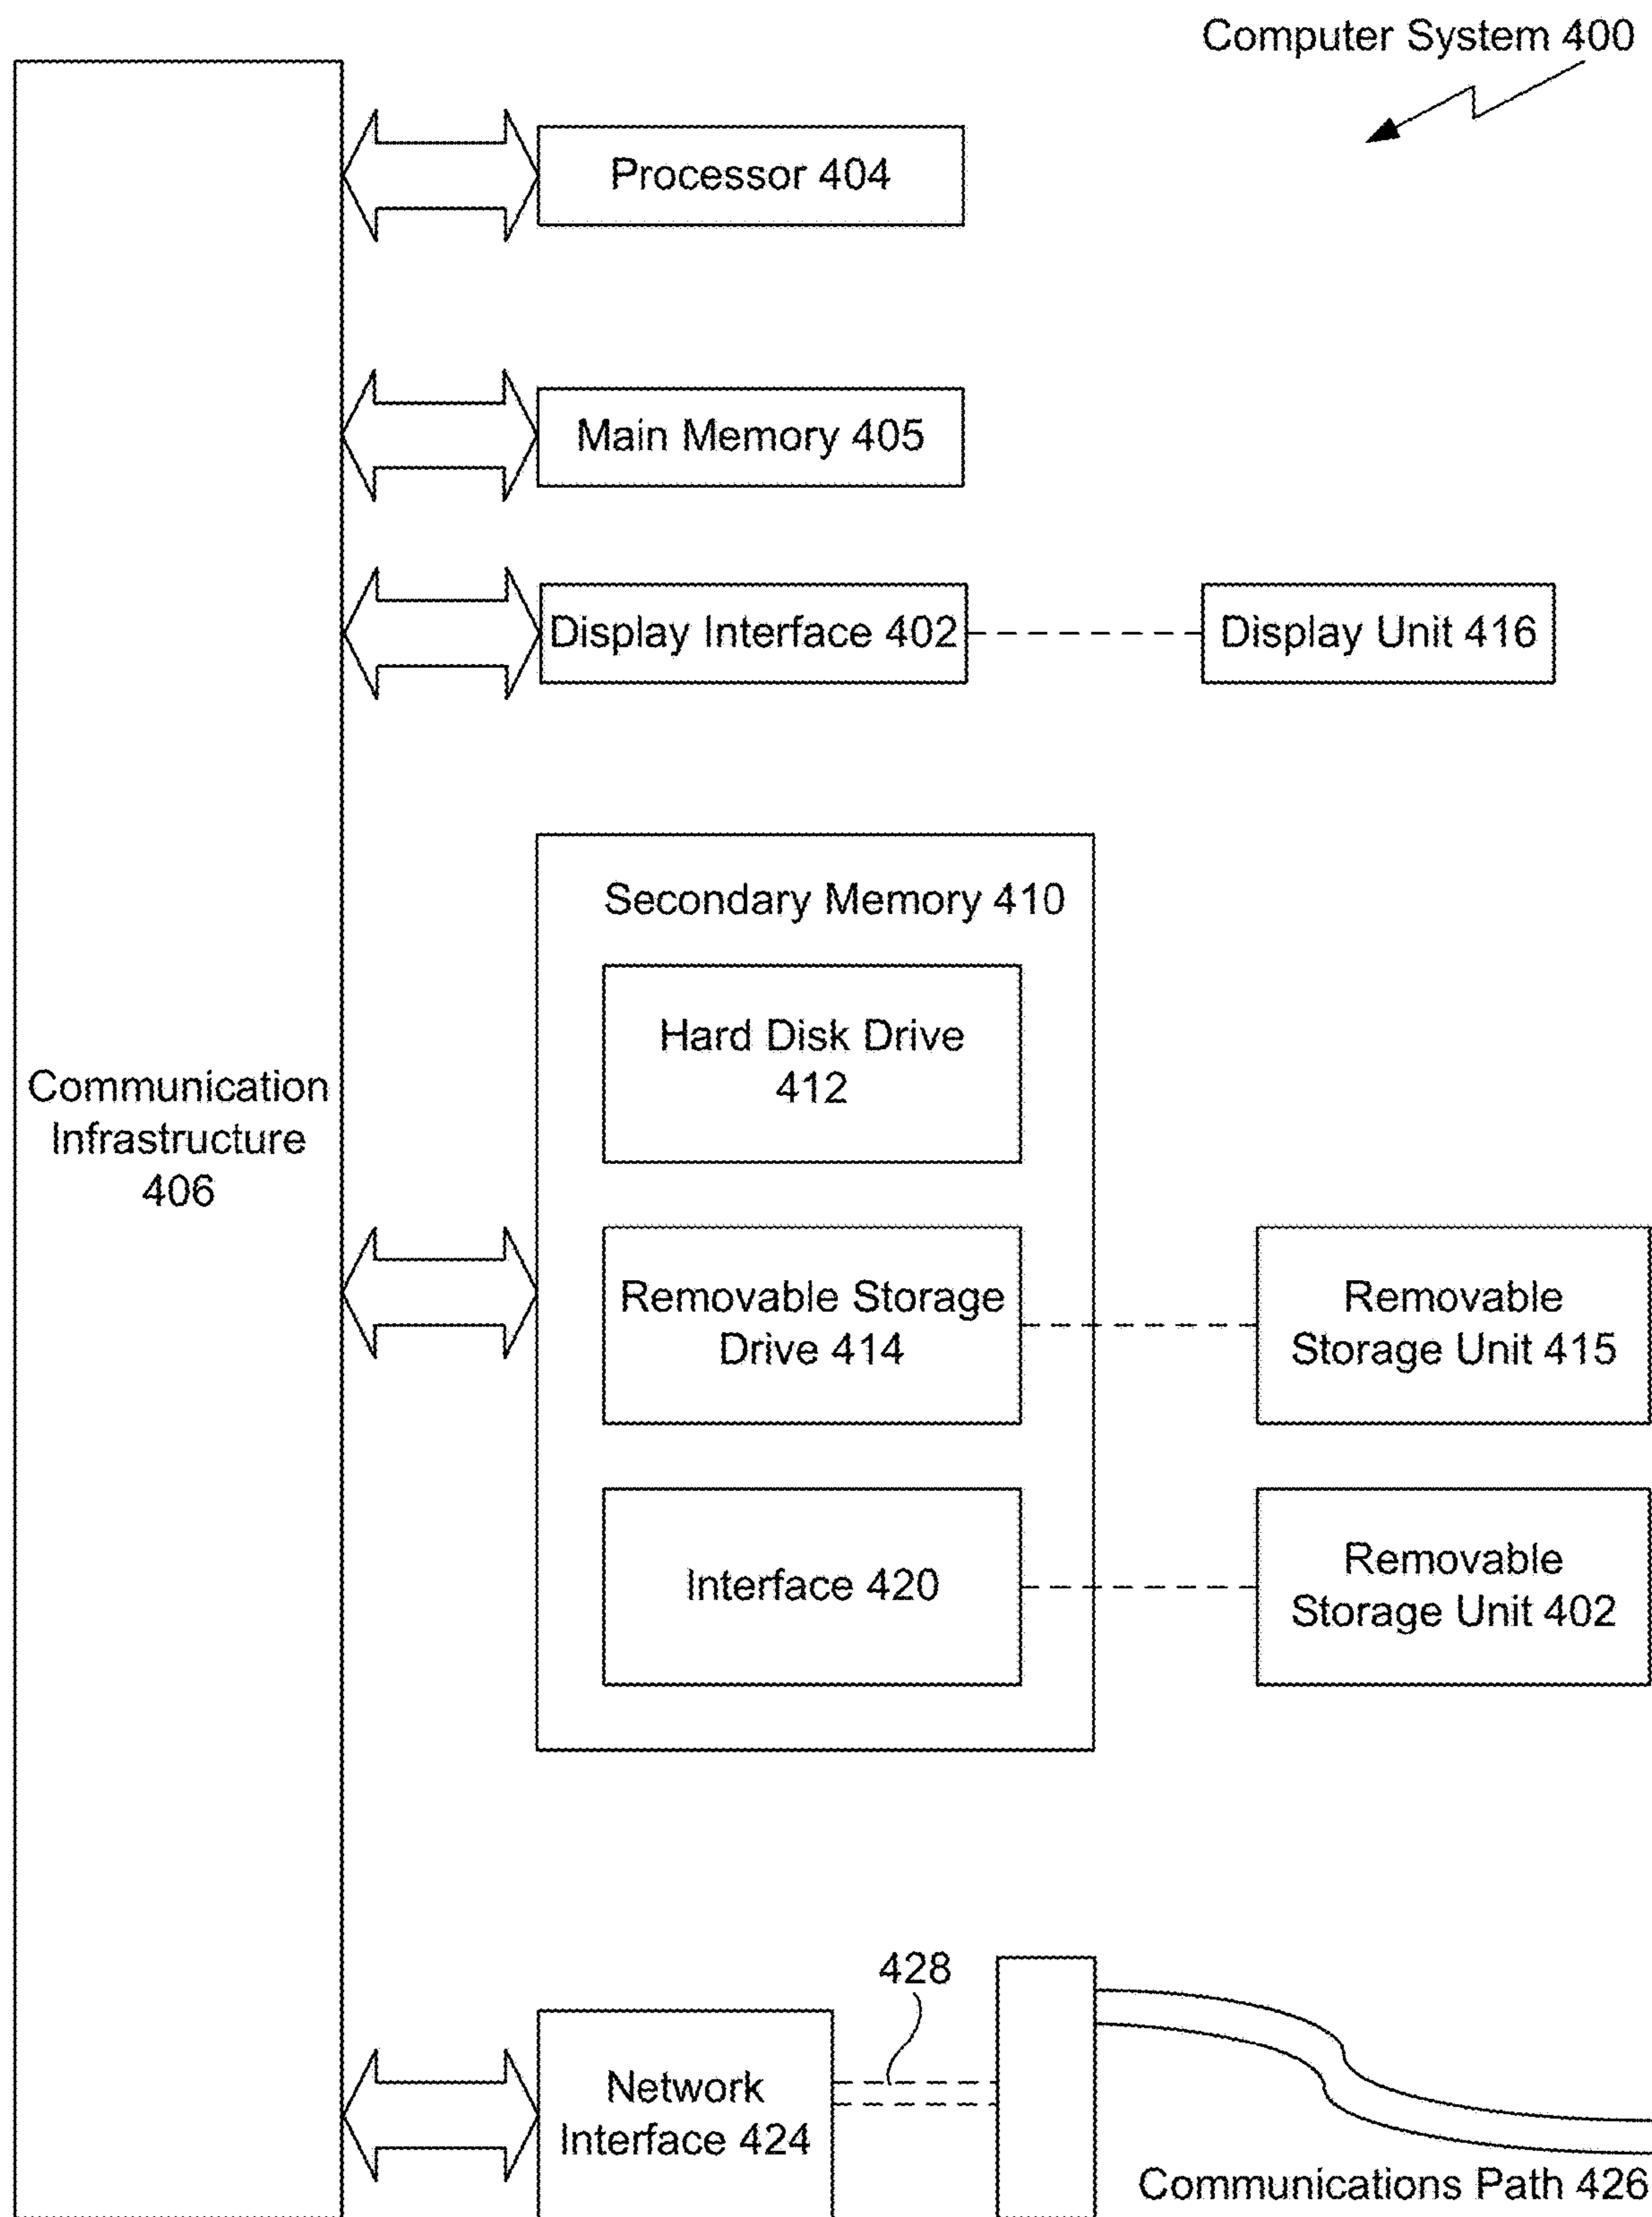 Computer System 400
Processor 404
Main Memory 405
Display Interface 402
Display Unit 416
Secondary Memory 410
Hard Disk Drive
412
Communication
Infrastructure
406
Removable Storage
Drive 414
Removable
Storage Unit 415
Interface 420
Removable
Storage Unit 402
428
Network
Interface 424
Communications Path 426